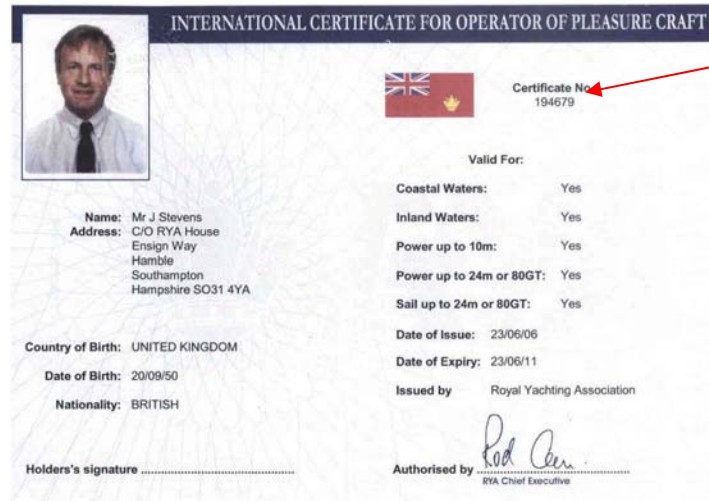 INTERNATIONAL CERTIFICATE FOR OPERATOR OF PLEASURE CRAFT
Certificate No
194679
Valid For:
Coastal Waters: Yes
Inland Waters: Yes
Power up to 10m: Yes
Power up to 24m or 80GT: Yes
Sail up to 24m or 80GT: Yes
Date of Issue: 23/06/06
Date of Expiry: 23/06/11
Issued by Royal Yachting Association
Authorised by
RYA Chief Executive
Name: Mr J Stevens
Address: C/O RYA House
Ensign Way
Hamble
Southampton
Hampshire SO31 4YA
Country of Birth: UNITED KINGDOM
Date of Birth: 20/09/50
Nationality: BRITISH
Holders's signature